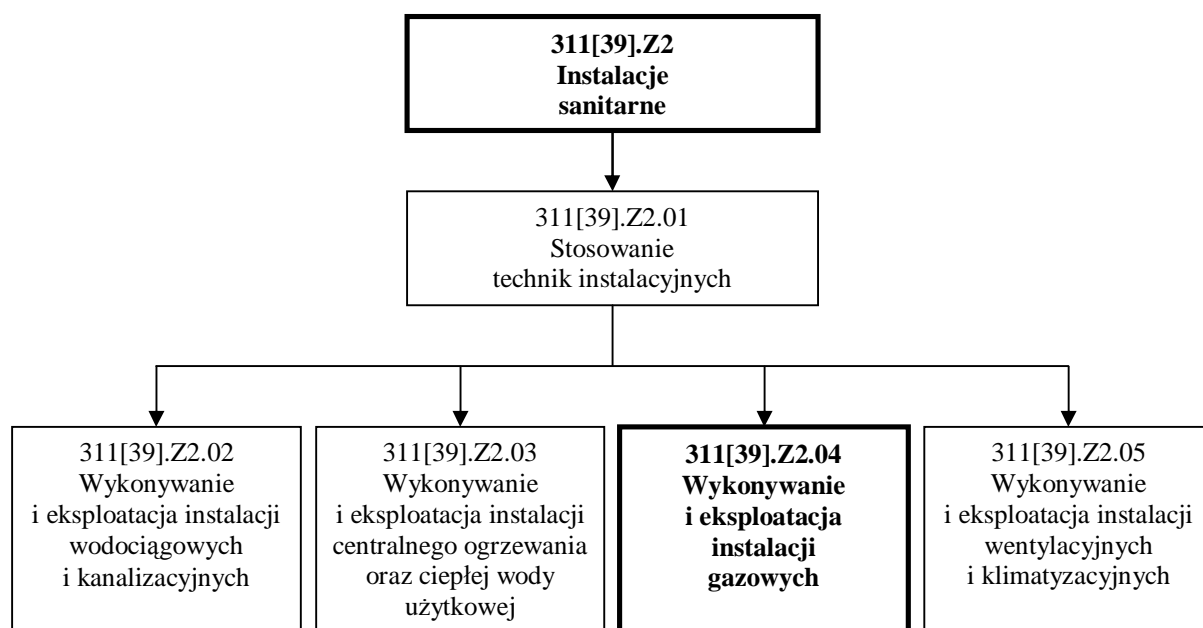 311[39].Z2
Instalacje
sanitarne
311[39].Z2.01
Stosowanie
technik instalacyjnych
311[39].Z2.02
Wykonywanie
i eksploatacja instalacji
wodociągowych
i kanalizacyjnych
311[39].Z2.03
Wykonywanie
i eksploatacja instalacji
centralnego ogrzewania
oraz ciepłej wody
użytkowej
311[39].Z2.04
Wykonywanie
i eksploatacja
instalacji
gazowych
311[39].Z2.05
Wykonywanie
i eksploatacja instalacji
wentylacyjnych
i klimatyzacyjnych